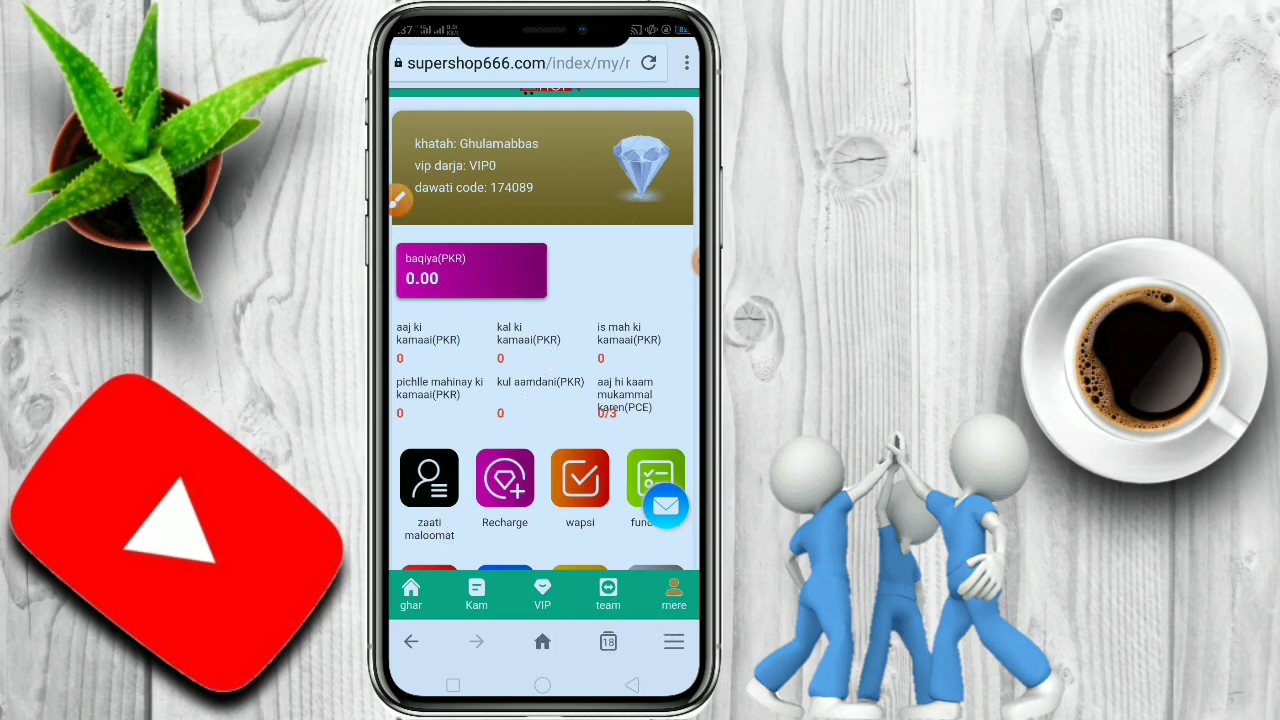 supershop666.com/index/my/r
khatah: Ghulamabbas
vip darja: VIP0
dawati code: 174089
baqiya(PKR)
0.00
aaj ki
kamaai(PKR)
0
kal ki
kamaai(PKR)
0
is mah ki
kamaai(PKR)
0
pichlle mahinay ki
kamaai(PKR)
0
kul aamdani(PKR)
0
aaj hi kaam
mukammal
karen(PCE)
0/3
zaati
maloomat
Recharge
wapsi
ghar
Kam
VIP
team
mere
18